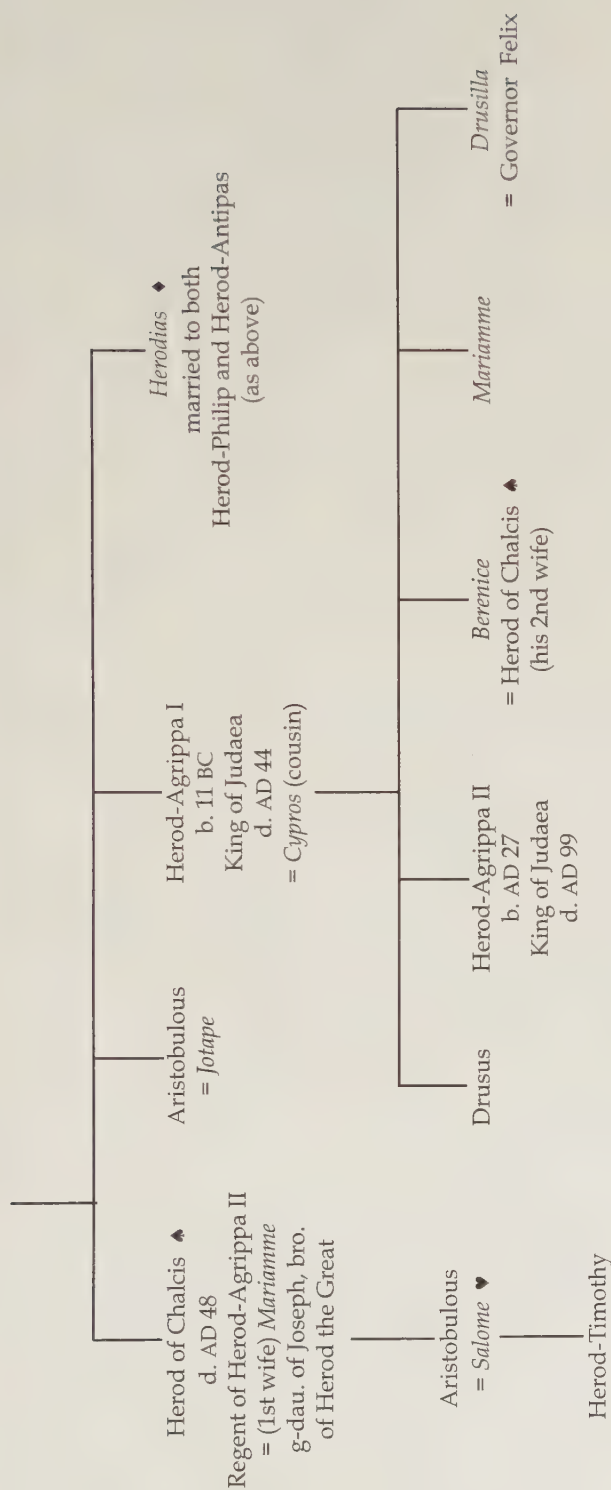 Herod of Chalcis ♠
d. AD 48
Regent of Herod-Agrippa II
= (1st wife) Mariamme
g-dau. of Joseph, bro.
of Herod the Great
Aristobulous
= Jotape
Herod-Agrippa I
b. 11 BC
King of Judaea
d. AD 44
= Cypros (cousin)
Herodias ♦
married to both
Herod-Philip and Herod-Antipas
(as above)
Aristobulous
= Salome ♥
Drusus
Herod-Agrippa II
b. AD 27
King of Judaea
d. AD 99
Berenice
= Herod of Chalcis ♠
(his 2nd wife)
Mariamme
Drusilla
= Governor Felix
Herod-Timothy